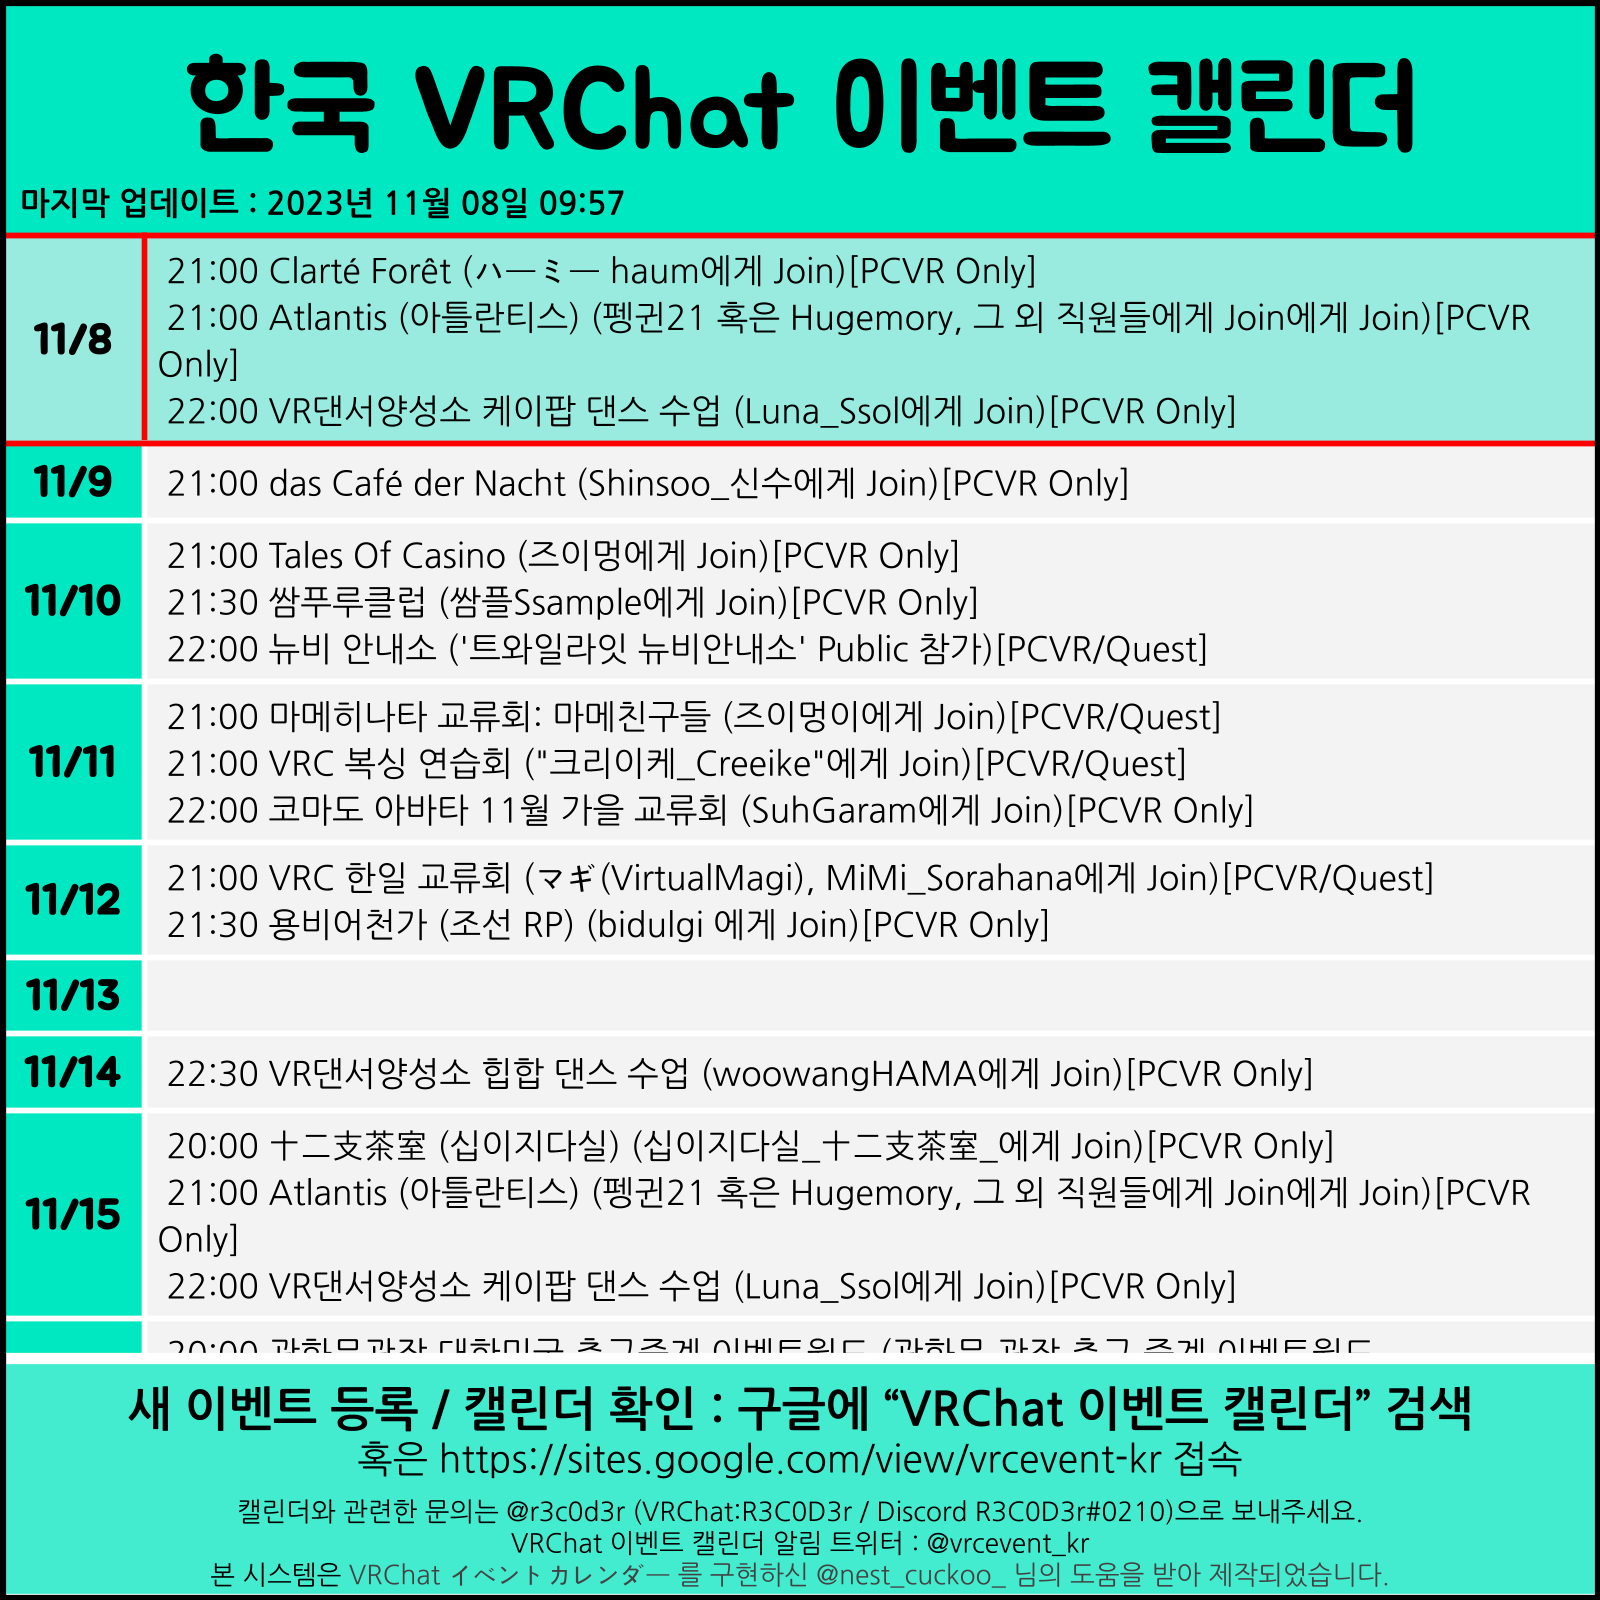 한국 VRChat 이벤트 캘린더
마지막 업데이트 : 2023년 11월 08일 09:57
11/8
21:00 Clarté Forêt (ハーミー haum에게 Join)[PCVR Only]
21:00 Atlantis (아틀란티스) (펭귄21 혹은 Hugemory, 그 외 직원들에게 Join에게 Join)[PCVR
Only]
22:00 VR댄서양성소 케이팝 댄스 수업 (Luna_Ssol에게 Join)[PCVR Only]
11/9
21:00 das Café der Nacht (Shinsoo_신수에게 Join)[PCVR Only]
11/10
21:00 Tales Of Casino (즈이멍에게 Join)[PCVR Only]
21:30 쌈푸루클럽 (쌈플Ssample에게 Join)[PCVR Only]
22:00 뉴비 안내소 ('트와일라잇 뉴비안내소' Public 참가)[PCVR/Quest]
11/11
21:00 마메히나타 교류회: 마메친구들 (즈이멍이에게 Join)[PCVR/Quest]
21:00 VRC 복싱 연습회 ("크리이케_Creeike"에게 Join)[PCVR/Quest]
22:00 코마도 아바타 11월 가을 교류회 (SuhGaram에게 Join)[PCVR Only]
11/12
21:00 VRC 한일 교류회 (マギ(VirtualMagi), MiMi_Sorahana에게 Join)[PCVR/Quest]
21:30 용비어천가 (조선 RP) (bidulgi 에게 Join)[PCVR Only]
11/13
11/14
22:30 VR댄서양성소 힙합 댄스 수업 (woowangHAMA에게 Join)[PCVR Only]
11/15
20:00 十二支茶室 (십이지다실) (십이지다실_十二支茶室_에게 Join)[PCVR Only]
21:00 Atlantis (아틀란티스) (펭귄21 혹은 Hugemory, 그 외 직원들에게 Join에게 Join)[PCVR
Only]
22:00 VR댄서양성소 케이팝 댄스 수업 (Luna_Ssol에게 Join)[PCVR Only]
20:00 대한민국 이벤트월드
새 이벤트 등록 / 캘린더 확인 : 구글에 “VRChat 이벤트 캘린더” 검색
혹은 https://sites.google.com/view/vrcevent-kr 접속
캘린더와 관련한 문의는 @r3c0d3r (VRChat:R3C0D3r / Discord R3C0D3r#0210)으로 보내주세요.
VRChat 이벤트 캘린더 알림 트위터 : @vrcevent_kr
본 시스템은 VRChat イベントカレンダー 를 구현하신 @nest_cuckoo_ 님의 도움을 받아 제작되었습니다.